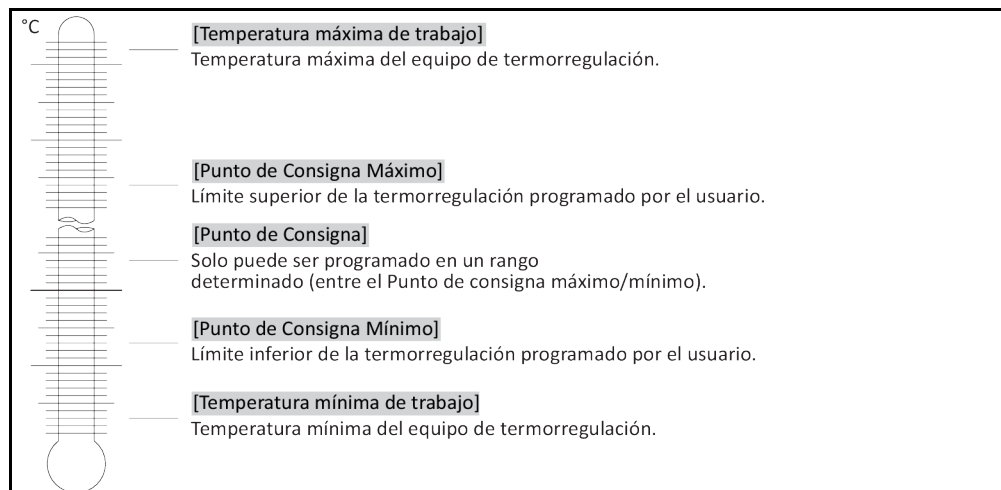 °C
[Temperatura máxima de trabajo]
Temperatura máxima del equipo de termorregulación.
[Punto de Consigna Máximo]
Límite superior de la termorregulación programado por el usuario.
[Punto de Consigna]
Solo puede ser programado en un rango
determinado (entre el Punto de consigna máximo/mínimo).
[Punto de Consigna Mínimo]
Límite inferior de la termorregulación programado por el usuario.
[Temperatura mínima de trabajo]
Temperatura mínima del equipo de termorregulación.